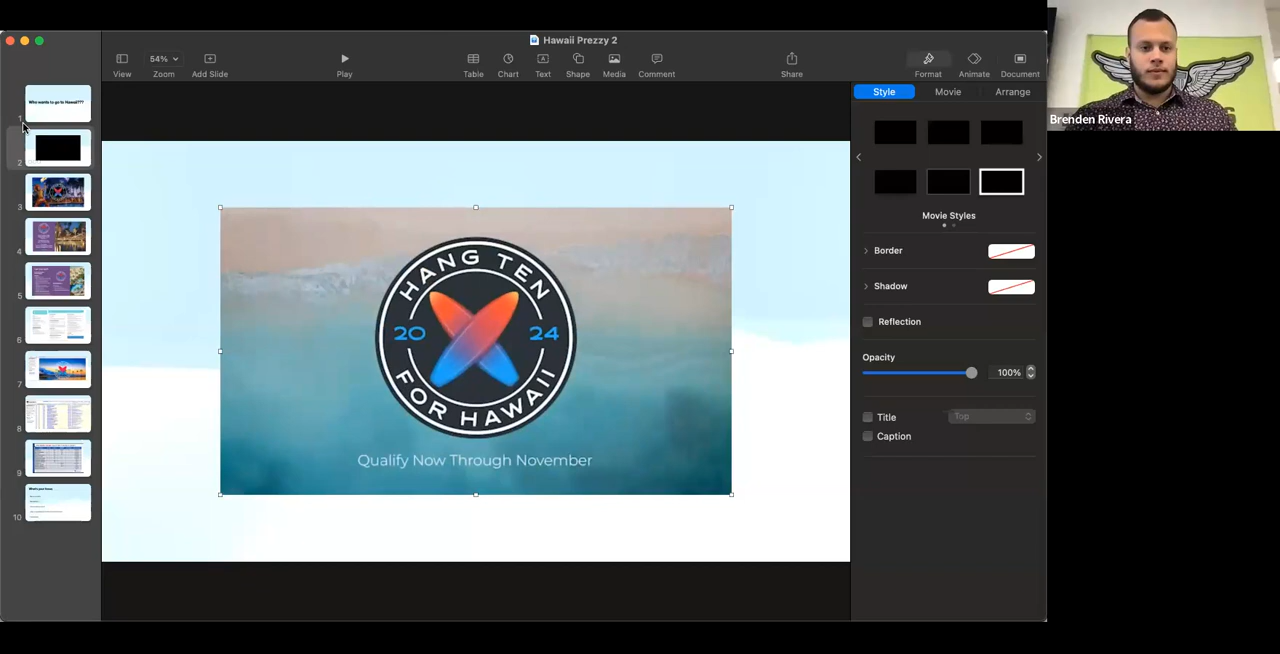 Hawaii Prezzy 2
54%
View
Zoom
Add Slide
Play
Table
Chart
Text
Shape
Media
Comment
Share
Format
Animate
Document
Style
Movie
Arrange
Movie Styles
Border
Shadow
Reflection
Opacity
100%
Title
Top
Caption
Who wants to go to Hawaii???
1
2
3
4
5
6
7
8
9
10
HANG TEN
20 24
FOR HAWAII
Qualify Now Through November
Brenden Rivera